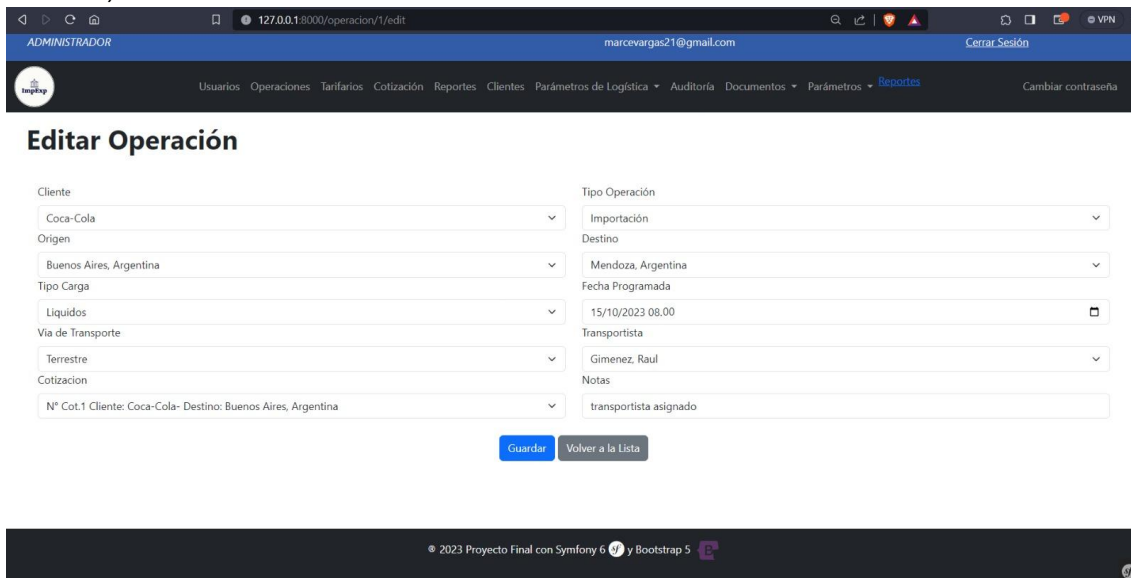 127.0.0.1:8000/operacion/1/edit
VPN
ADMINISTRADOR marcevargas21@gmail.com Cerrar Sesión
ImpExp Usuarios Operaciones Tarifarios Cotización Reportes Clientes Parámetros de Logística Auditoría Documentos Parámetros Reportes Cambiar contraseña
Editar Operación
Cliente Tipo Operación
Coca-Cola Importación
Origen Destino
Buenos Aires, Argentina Mendoza, Argentina
Tipo Carga Fecha Programada
Liquidos 15/10/2023 08.00
Via de Transporte Transportista
Terrestre Gimenez, Raul
Cotizacion Notas
N° Cot.1 Cliente: Coca-Cola- Destino: Buenos Aires, Argentina transportista asignado
Guardar Volver a la Lista
® 2023 Proyecto Final con Symfony 6 sf y Bootstrap 5 B